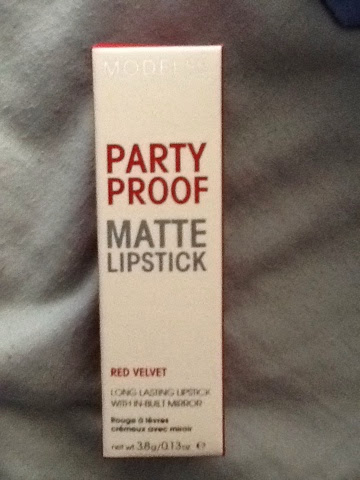 MODELS
PARTY
PROOF
MATTE
LIPSTICK
RED VELVET
LONG LASTING LIPSTICK
WITH IN-BUILT MIRROR
Rouge à lèvres
crémeux avec miroir
net wt 3.8g/0.13oz e